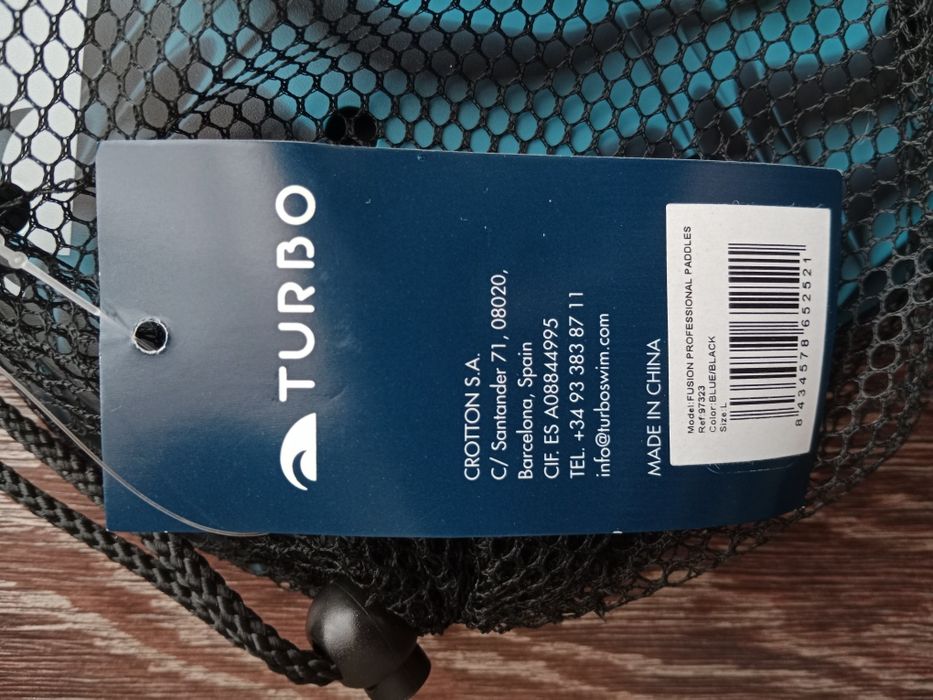 TURBO
CROTTON S.A.
C/ Santander 71, 08020,
Barcelona, Spain
CIF. ES A08844995
TEL. +34 93 383 87 11
info@turboswim.com
MADE IN CHINA
Model:FUSION PROFESSIONAL PADDLES
Ref:97323
Color:BLUE/BLACK
Size L
8 434578 652521